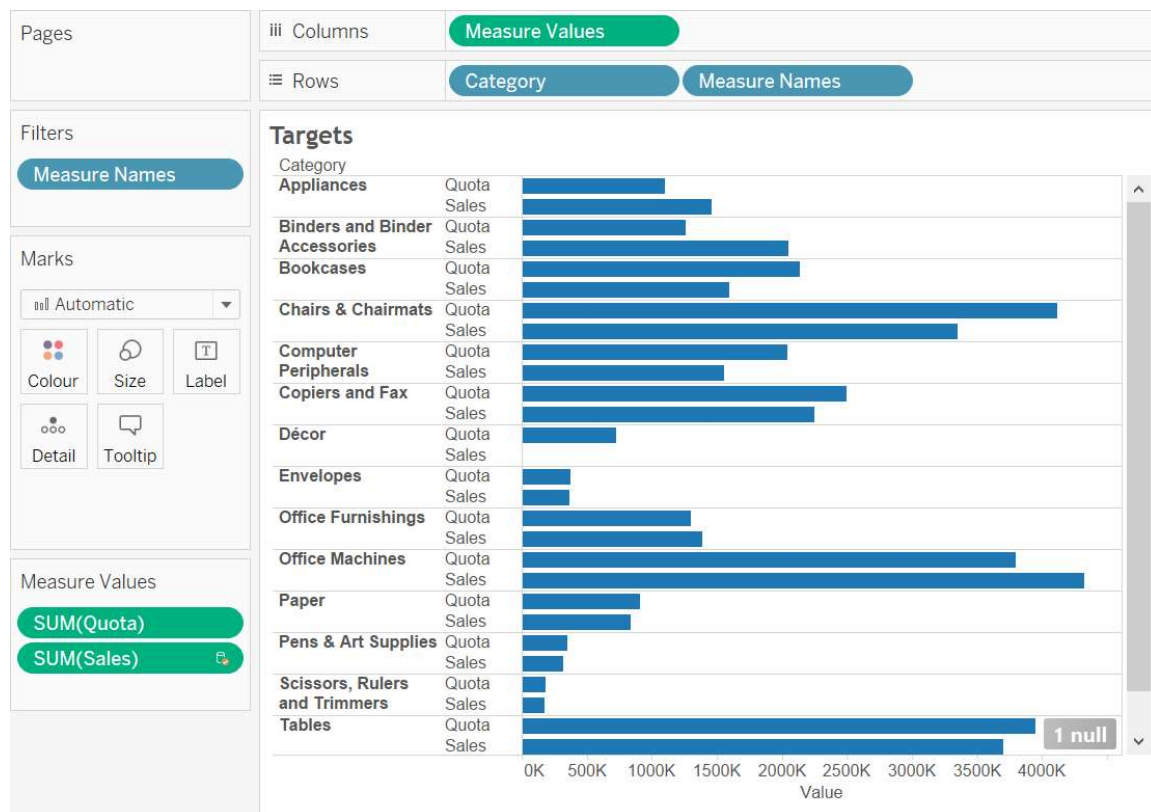 Pages
iii Columns
Measure Values
Rows
Category
Measure Names
Filters
Measure Names
Marks
Automatic
Colour
Size
T
Label
Detail
Tooltip
Measure Values
SUM(Quota)
SUM(Sales)
Targets
Category
Appliances Quota
Sales
Binders and Binder Quota
Accessories Sales
Bookcases Quota
Sales
Chairs & Chairmats Quota
Sales
Computer Quota
Peripherals Sales
Copiers and Fax Quota
Sales
Décor Quota
Sales
Envelopes Quota
Sales
Office Furnishings Quota
Sales
Office Machines Quota
Sales
Paper Quota
Sales
Pens & Art Supplies Quota
Sales
Scissors, Rulers Quota
and Trimmers Sales
Tables Quota
Sales
1 null
0K 500K 1000K 1500K 2000K 2500K 3000K 3500K 4000K
Value